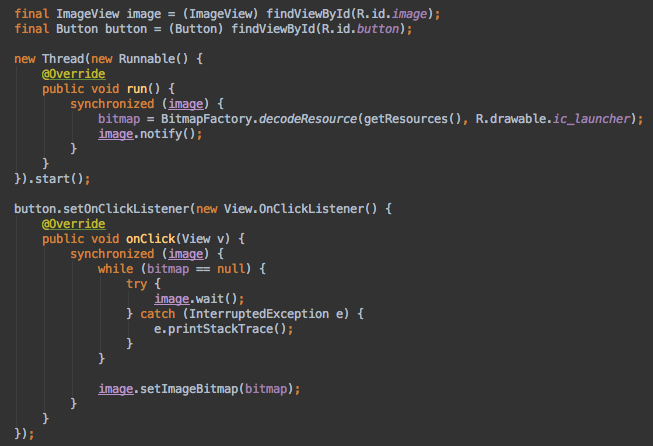 final ImageView image = (ImageView) findViewById(R.id.image);
final Button button = (Button) findViewById(R.id.button);

new Thread(new Runnable() {
    @Override
    public void run() {
        synchronized (image) {
            bitmap = BitmapFactory.decodeResource(getResources(), R.drawable.ic_launcher);
            image.notify();
        }
    }
}).start();

button.setOnClickListener(new View.OnClickListener() {
    @Override
    public void onClick(View v) {
        synchronized (image) {
            while (bitmap == null) {
                try {
                    image.wait();
                } catch (InterruptedException e) {
                    e.printStackTrace();
                }
            }

            image.setImageBitmap(bitmap);
        }
    }
});